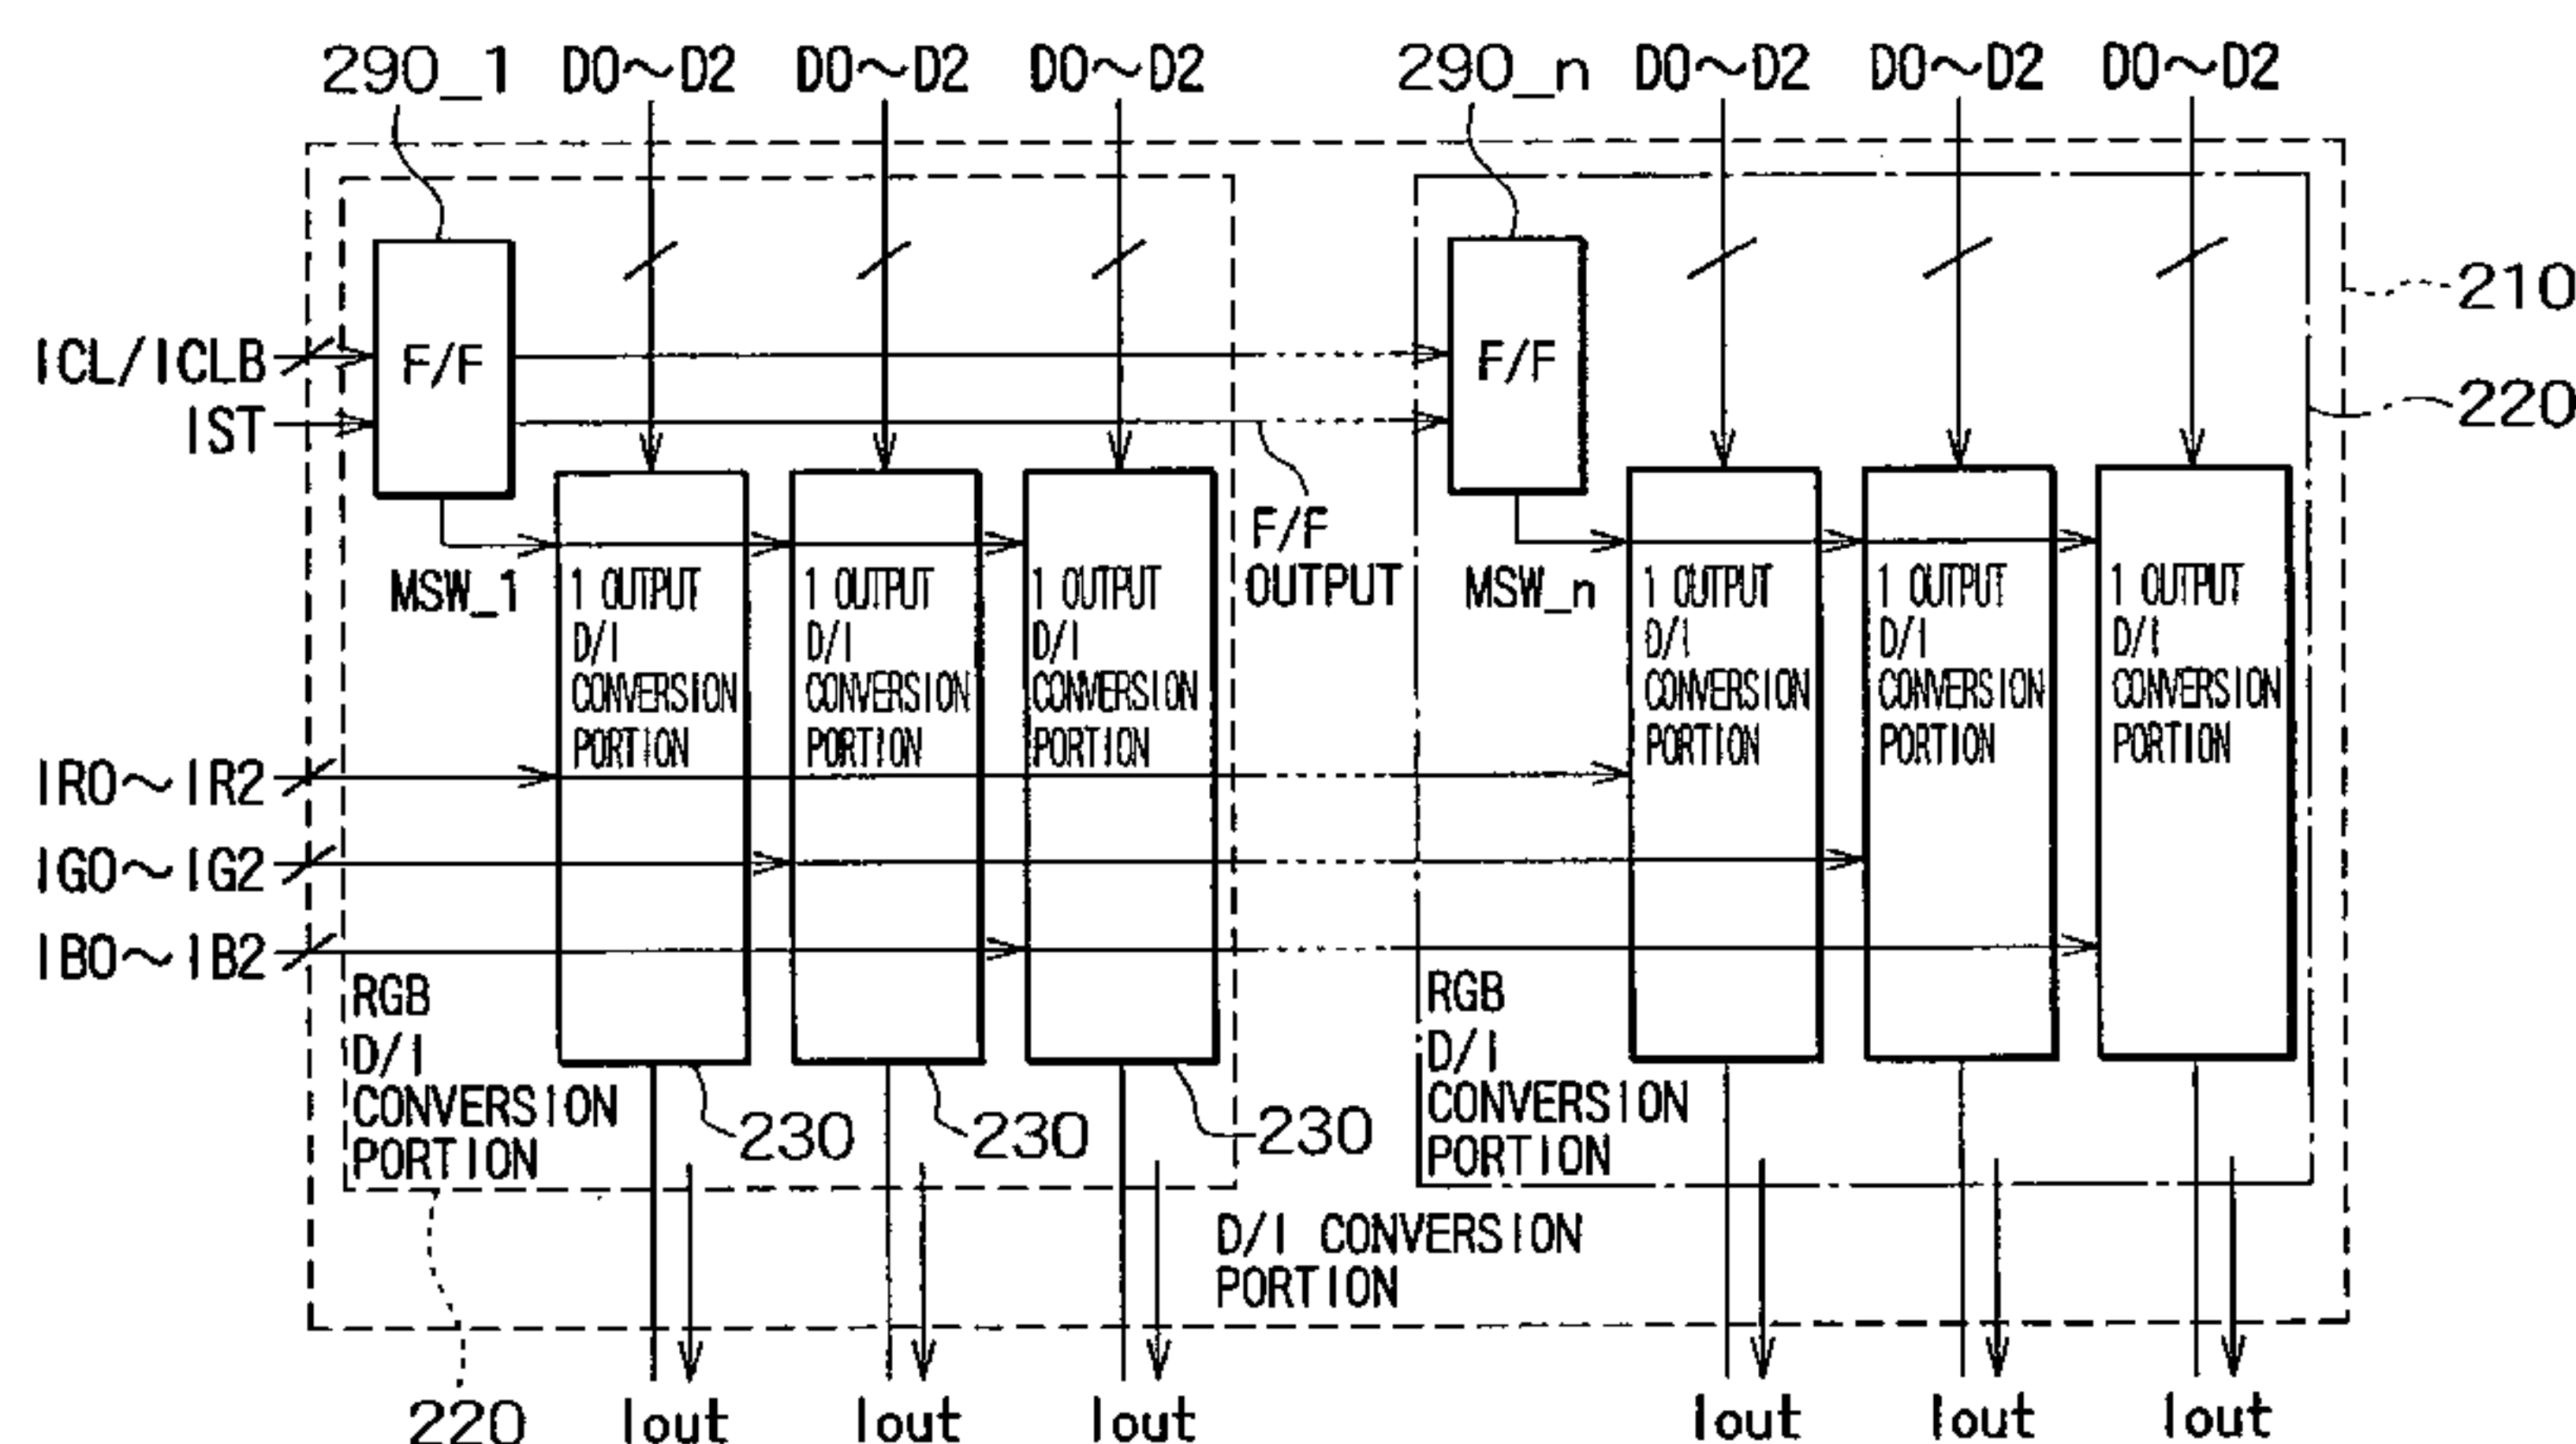 290_1 D0~D2 D0~D2 D0~D2 290_n D0~D2 D0~D2 D0~D2
210
ICL/ICLB F/F F/F
220
IST
F/F
OUTPUT
MSW_1 MSW_n
1 OUTPUT
D/I
CONVERSION
PORTION
1 OUTPUT
D/I
CONVERSION
PORTION
1 OUTPUT
D/I
CONVERSION
PORTION
1 OUTPUT
D/I
CONVERSION
PORTION
1 OUTPUT
D/I
CONVERSION
PORTION
1 OUTPUT
D/I
CONVERSION
PORTION
IR0~IR2
IG0~IG2
IB0~IB2
RGB
D/I
CONVERSION
PORTION
230 230 230
RGB
D/I
CONVERSION
PORTION
D/I CONVERSION
PORTION
220 Iout Iout Iout Iout Iout Iout